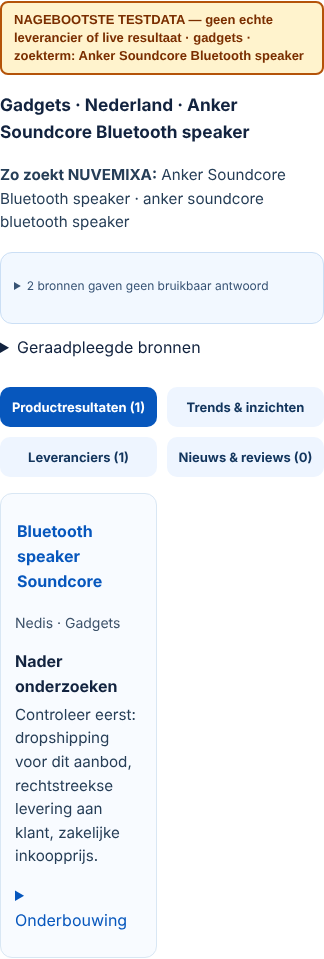 NAGEBOOTSTE TESTDATA — geen echte
leverancier of live resultaat · gadgets ·
zoekterm: Anker Soundcore Bluetooth speaker
Gadgets · Nederland · Anker
Soundcore Bluetooth speaker
Zo zoekt NUVEMIXA: Anker Soundcore
Bluetooth speaker · anker soundcore
bluetooth speaker
2 bronnen gaven geen bruikbaar antwoord
Geraadpleegde bronnen
Productresultaten (1)
Trends & inzichten
Leveranciers (1)
Nieuws & reviews (0)
Bluetooth
speaker
Soundcore
Nedis · Gadgets
Nader
onderzoeken
Controleer eerst:
dropshipping
voor dit aanbod,
rechtstreekse
levering aan
klant, zakelijke
inkoopprijs.
Onderbouwing